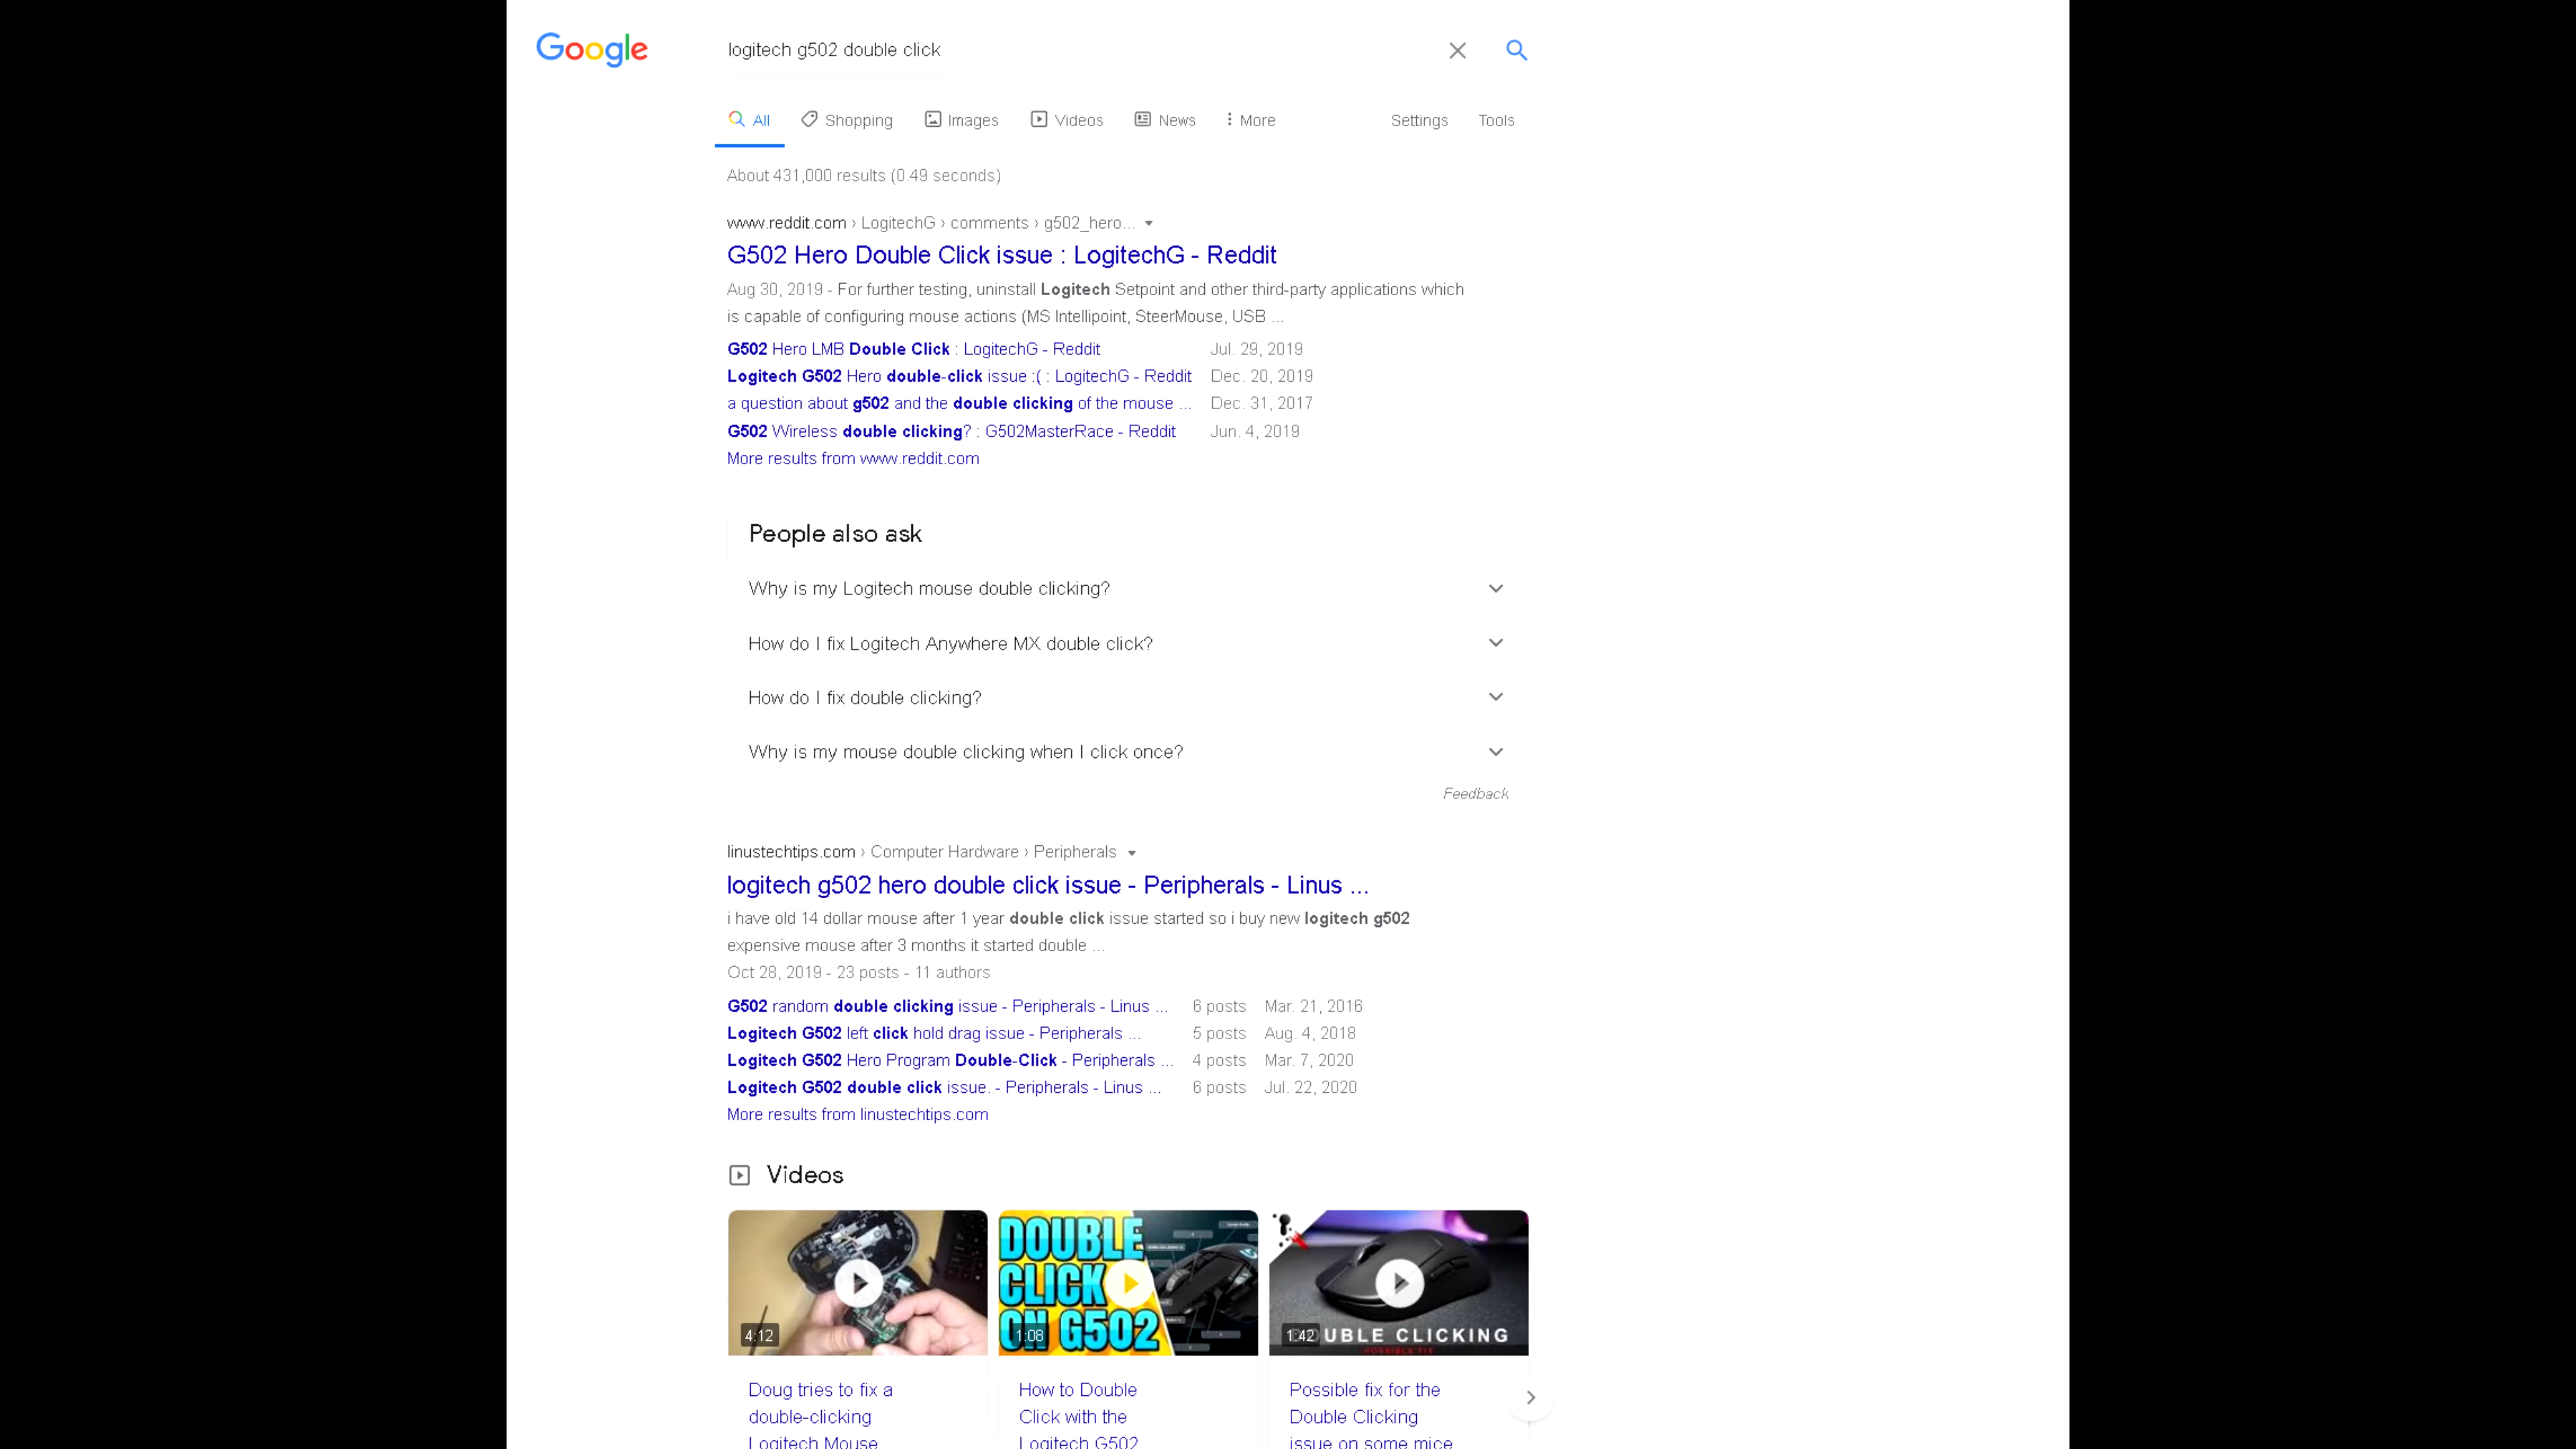 Google
logitech g502 double click
All Shopping Images Videos News More Settings Tools
About 431,000 results (0.49 seconds)
www.reddit.com › LogitechG › comments › g502_hero...
G502 Hero Double Click issue : LogitechG - Reddit
Aug 30, 2019 - For further testing, uninstall Logitech Setpoint and other third-party applications which
is capable of configuring mouse actions (MS Intellipoint, SteerMouse, USB ...
G502 Hero LMB Double Click : LogitechG - Reddit Jul. 29, 2019
Logitech G502 Hero double-click issue :( : LogitechG - Reddit Dec. 20, 2019
a question about g502 and the double clicking of the mouse ... Dec. 31, 2017
G502 Wireless double clicking? : G502MasterRace - Reddit Jun. 4, 2019
More results from www.reddit.com
People also ask
Why is my Logitech mouse double clicking?
How do I fix Logitech Anywhere MX double click?
How do I fix double clicking?
Why is my mouse double clicking when I click once?
Feedback
linustechtips.com › Computer Hardware › Peripherals
logitech g502 hero double click issue - Peripherals - Linus ...
i have old 14 dollar mouse after 1 year double click issue started so i buy new logitech g502
expensive mouse after 3 months it started double ...
Oct 28, 2019 - 23 posts - 11 authors
G502 random double clicking issue - Peripherals - Linus ... 6 posts Mar. 21, 2016
Logitech G502 left click hold drag issue - Peripherals ... 5 posts Aug. 4, 2018
Logitech G502 Hero Program Double-Click - Peripherals ... 4 posts Mar. 7, 2020
Logitech G502 double click issue. - Peripherals - Linus ... 6 posts Jul. 22, 2020
More results from linustechtips.com
Videos
DOUBLE
CLICK
ON G502
4:12 1:08 1:42 UBLE CLICKING
POSSIBLE FIX
Doug tries to fix a
double-clicking
Logitech Mouse
How to Double
Click with the
Logitech G502
Possible fix for the
Double Clicking
issue on some mice